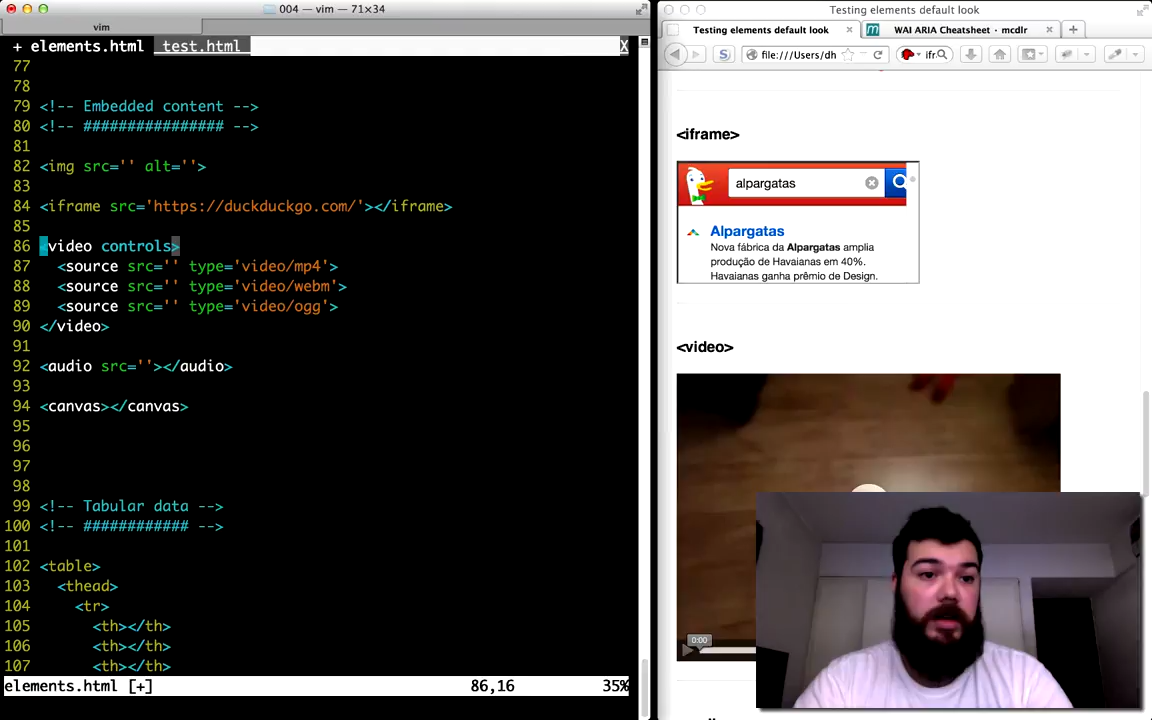 004 — vim — 71×34
vim
+ elements.html test.html X
77
78
79 <!-- Embedded content -->
80 <!-- ################ -->
81
82 <img src='' alt=''>
83
84 <iframe src='https://duckduckgo.com/'></iframe>
85
86 <video controls>
87 <source src='' type='video/mp4'>
88 <source src='' type='video/webm'>
89 <source src='' type='video/ogg'>
90 </video>
91
92 <audio src=''></audio>
93
94 <canvas></canvas>
95
96
97
98
99 <!-- Tabular data -->
100 <!-- ############ -->
101
102 <table>
103 <thead>
104 <tr>
105 <th></th>
106 <th></th>
107 <th></th>
elements.html [+] 86,16 35%
Testing elements default look
Testing elements default look × WAI ARIA Cheatsheet • mcdlr × +
file:///Users/dh ifr
<iframe>
alpargatas
Alpargatas
Nova fábrica da Alpargatas amplia
produção de Havaianas em 40%.
Havaianas ganha prêmio de Design.
<video>
0:00